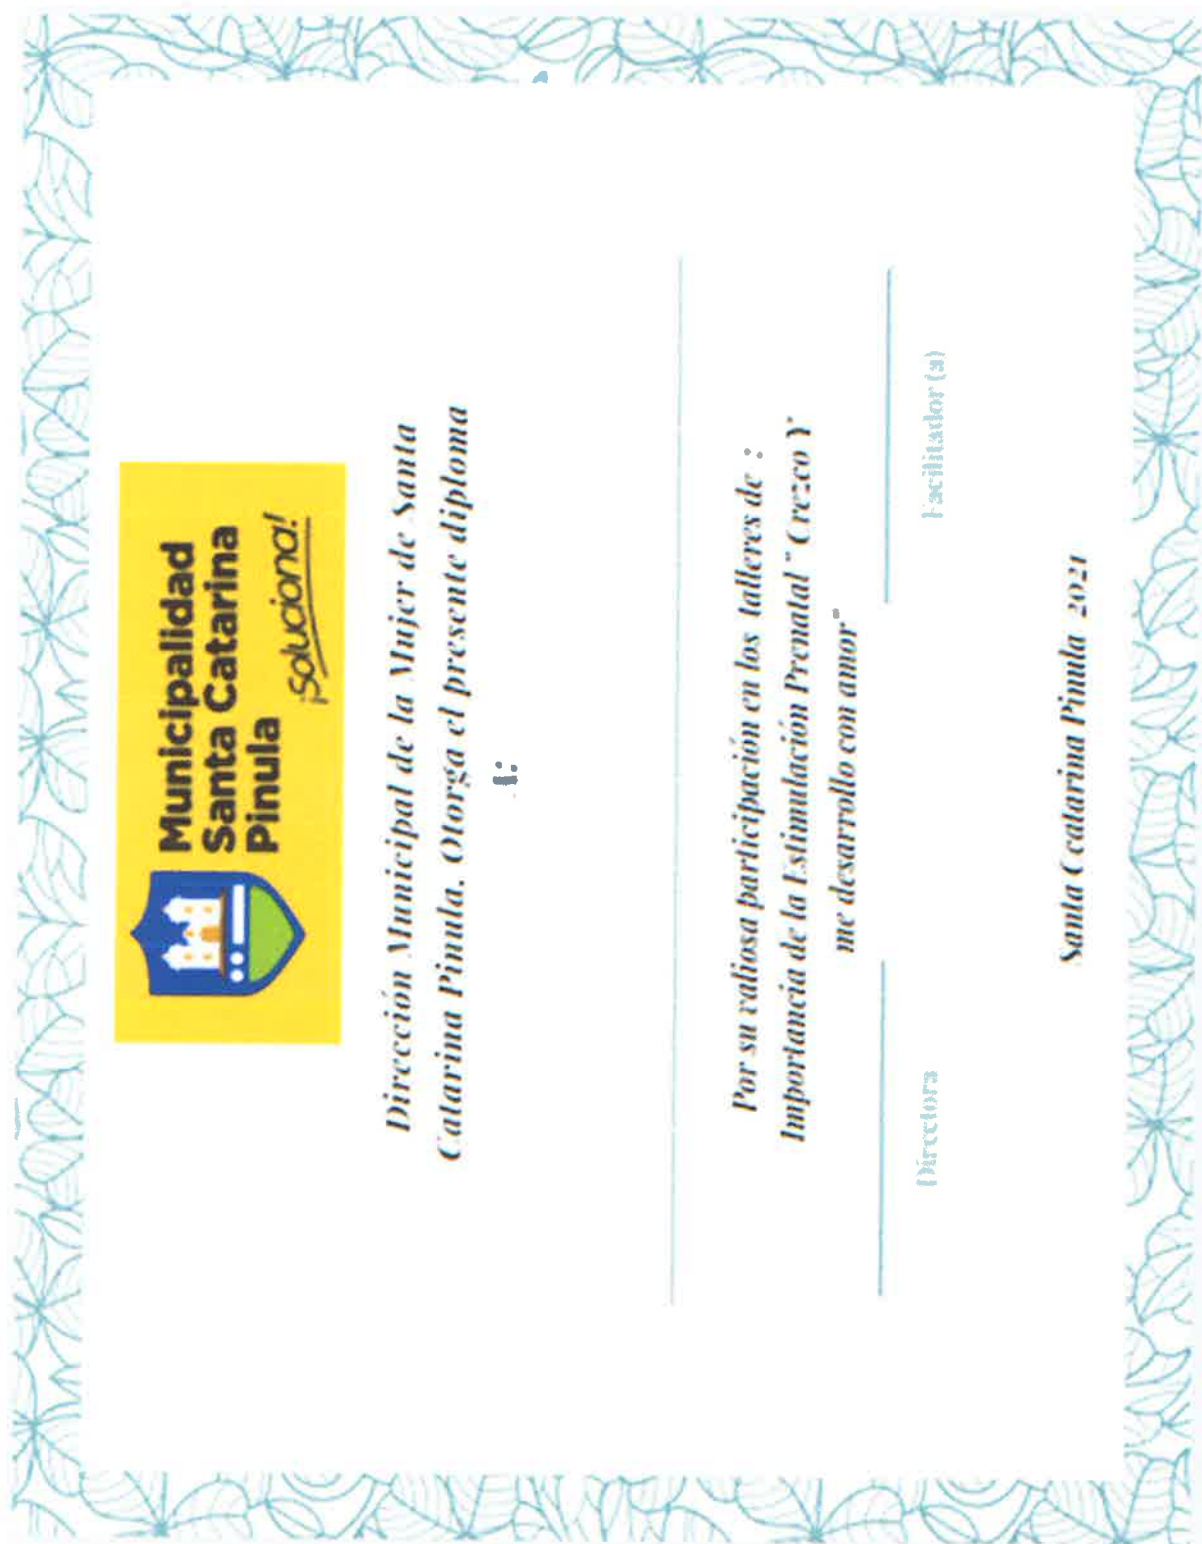 Municipalidad
Santa Catarina
Pinula
¡Soluciona!
Dirección Municipal de la Mujer de Santa
Catarina Pinula. Otorga el presente diploma
A:
Por su valiosa participación en los talleres de :
Importancia de la Estimulación Prenatal " Crezco Y
me desarrollo con amor"
Directora
Facilitador (a)
Santa Ccatarina Pinula 2021